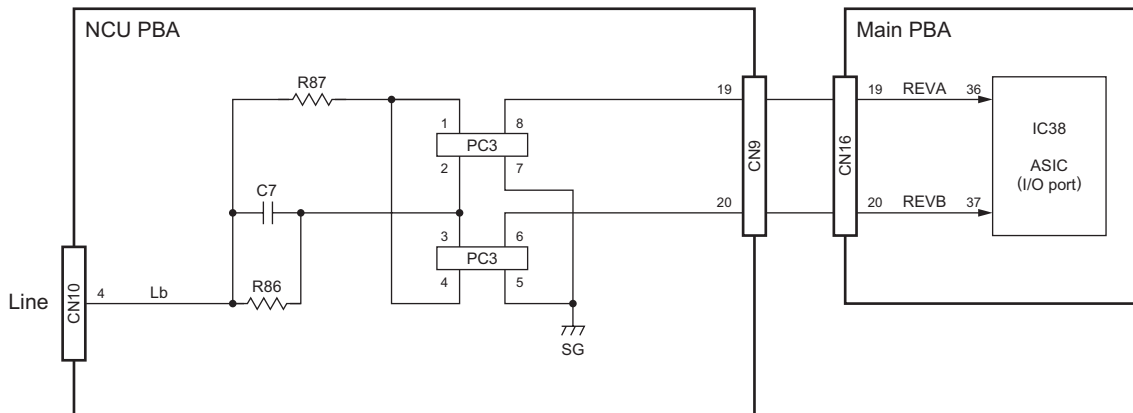 NCU PBA
Main PBA
R87
19
19
REVA
36
1
8
PC3
IC38
2
7
CN9
CN16
ASIC
(I/O port)
C7
20
20
REVB
37
3
6
PC3
4
5
Line
CN10
4
Lb
R86
SG